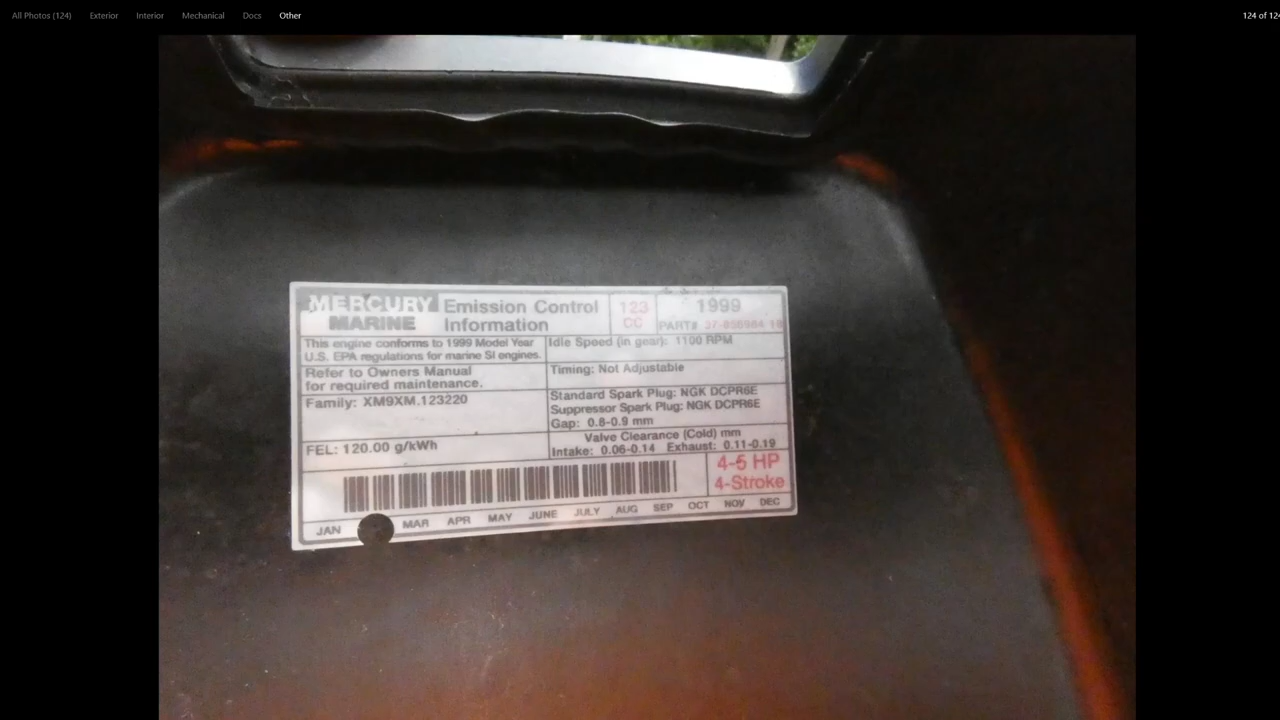 All Photos (124) Exterior Interior Mechanical Docs Other
124 of
MERCURY
MARINE
Emission Control
Information
123
CC
1999
PART#
This engine conforms to 1999 Model Year
U.S. EPA regulations for marine SI engines.
Refer to Owners Manual
for required maintenance.
Family: XM9XM.123220
FEL: 120.00 g/kWh
Idle Speed (in gear): 1100 RPM
Timing: Not Adjustable
Standard Spark Plug: NGK DCPR6E
Suppressor Spark Plug: NGK DCPR6E
Gap: 0.8-0.9 mm
Valve Clearance (Cold) mm
Intake: 0.06-0.14 Exhaust: 0.11-0.19
4-5 HP
4-Stroke
JAN MAR APR MAY JUNE JULY AUG SEP OCT NOV DEC